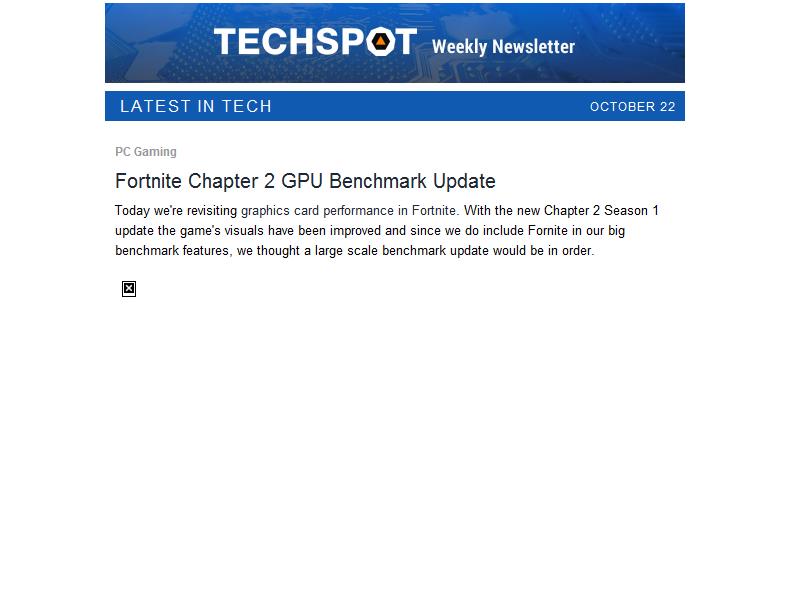 TECHSPOT Weekly Newsletter
LATEST IN TECH OCTOBER 22
PC Gaming
Fortnite Chapter 2 GPU Benchmark Update
Today we're revisiting graphics card performance in Fortnite. With the new Chapter 2 Season 1
update the game's visuals have been improved and since we do include Fornite in our big
benchmark features, we thought a large scale benchmark update would be in order.